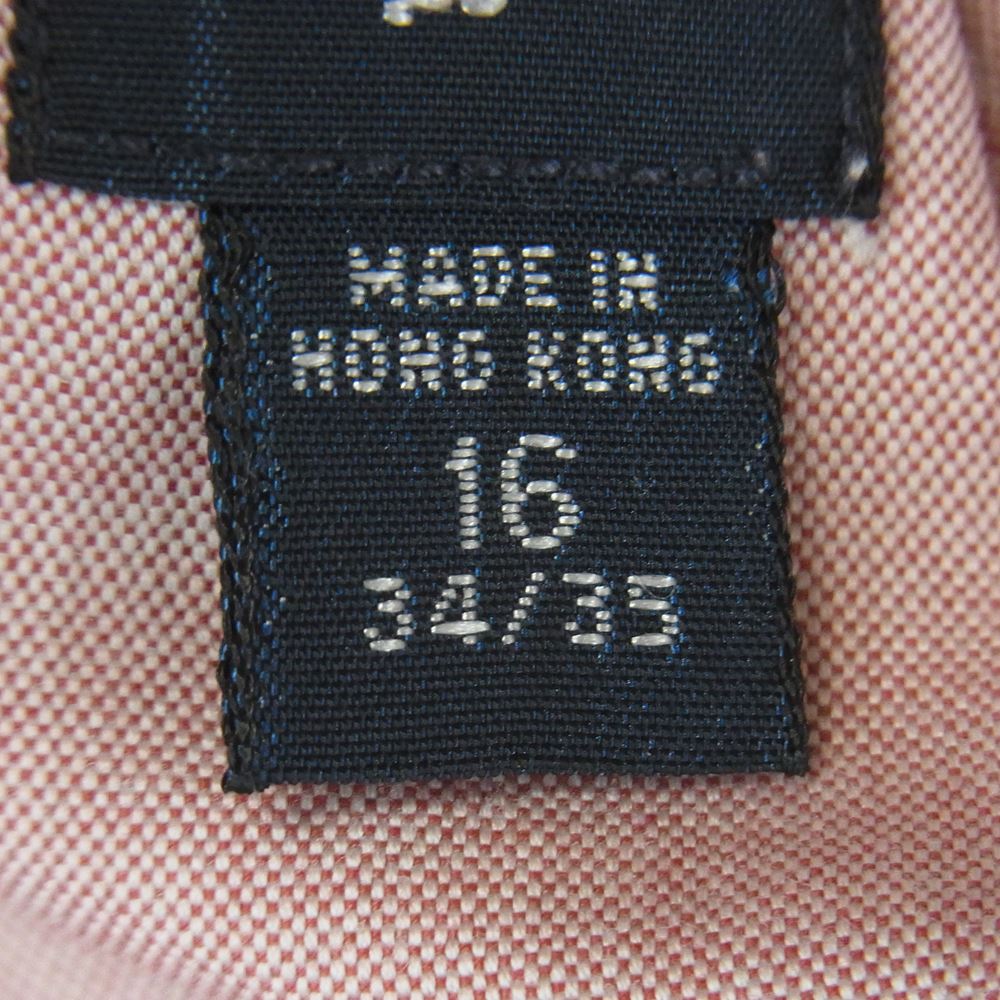 MADE IN
HONG KONG
16
34/35